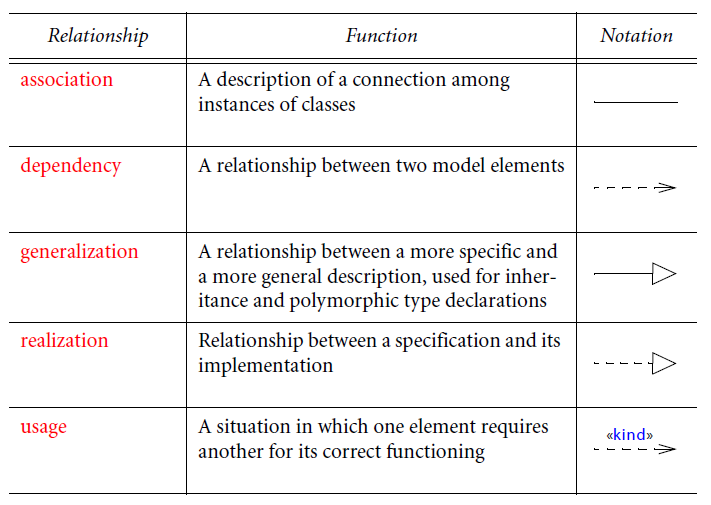 Relationship Function Notation
association A description of a connection among
instances of classes
dependency A relationship between two model elements
generalization A relationship between a more specific and
a more general description, used for inher-
itance and polymorphic type declarations
realization Relationship between a specification and its
implementation
usage A situation in which one element requires
another for its correct functioning
«kind»